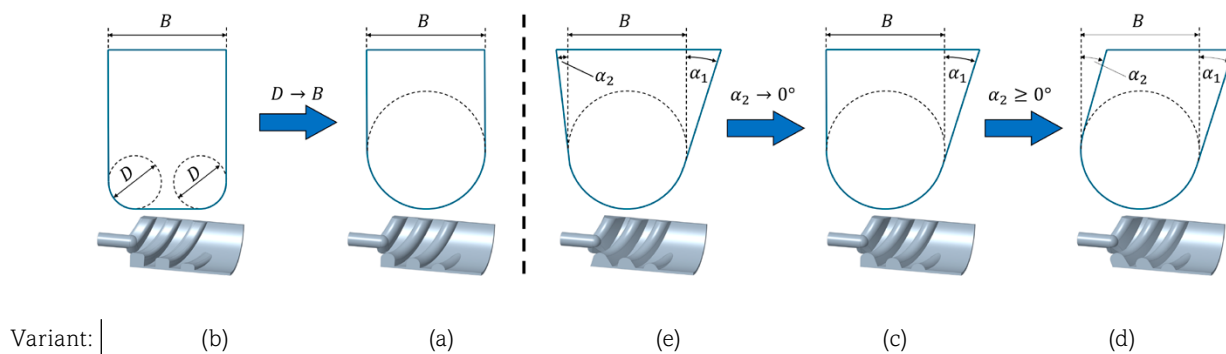 B B B B B
D → B
α₂ α₁ α₂ → 0° α₁ α₂ ≥ 0° α₂ α₁
D D
Variant: (b) (a) (e) (c) (d)